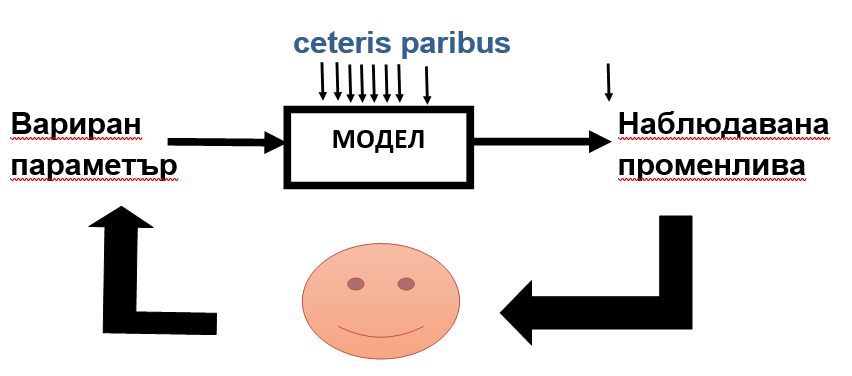 ceteris paribus
Вариран
параметър
МОДЕЛ
Наблюдавана
променлива